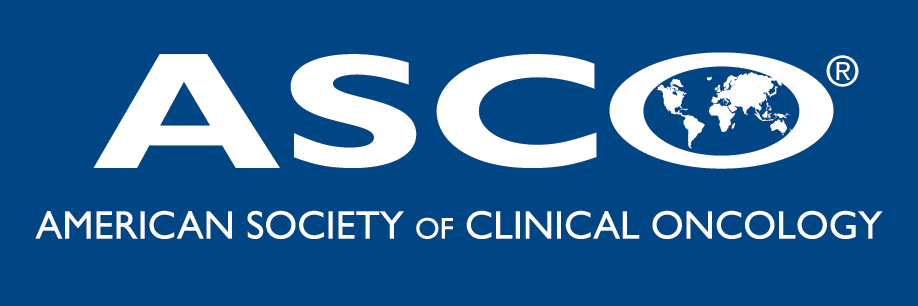 ASCO®
AMERICAN SOCIETY OF CLINICAL ONCOLOGY